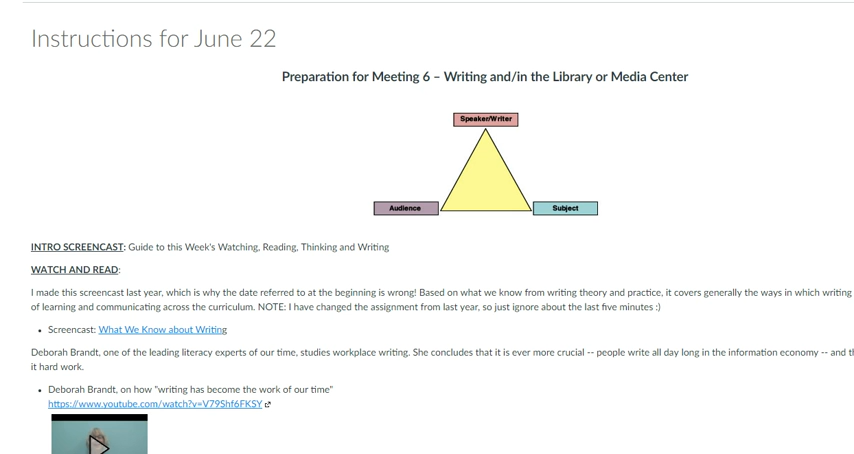 Instructions for June 22
Preparation for Meeting 6 – Writing and/in the Library or Media Center
Speaker/Writer
Audience
Subject
INTRO SCREENCAST: Guide to this Week's Watching, Reading, Thinking and Writing
WATCH AND READ:
I made this screencast last year, which is why the date referred to at the beginning is wrong! Based on what we know from writing theory and practice, it covers generally the ways in which writing
of learning and communicating across the curriculum. NOTE: I have changed the assignment from last year, so just ignore about the last five minutes :)
• Screencast: What We Know about Writing
Deborah Brandt, one of the leading literacy experts of our time, studies workplace writing. She concludes that it is ever more crucial -- people write all day long in the information economy -- and
it hard work.
• Deborah Brandt, on how "writing has become the work of our time"
https://www.youtube.com/watch?v=V79Shf6FKSY